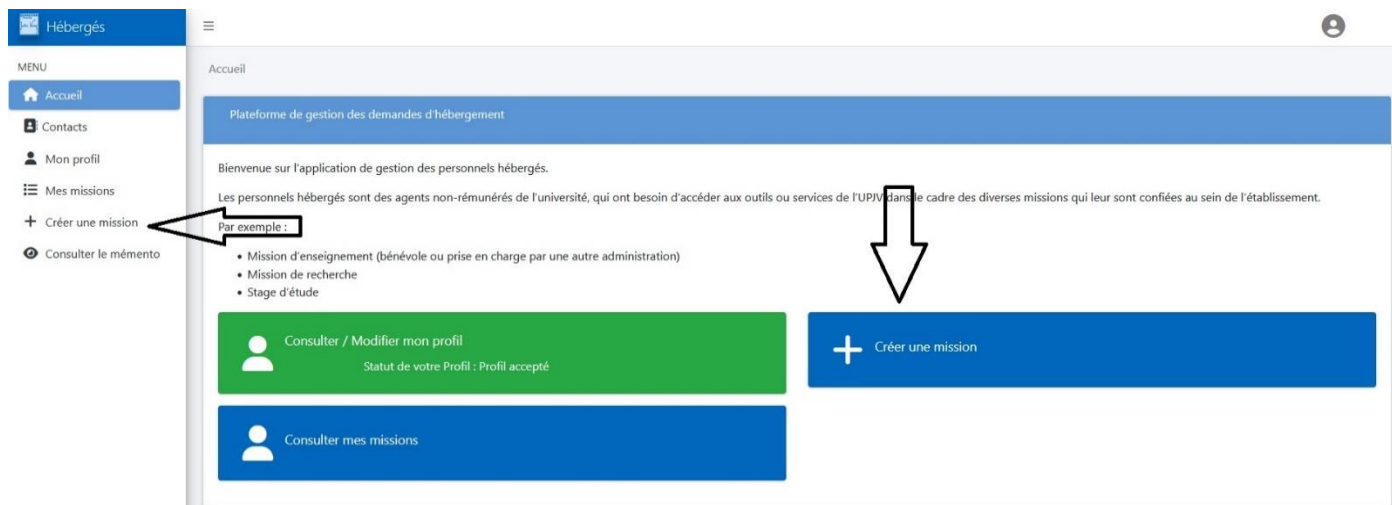 Hébergés
MENU
Accueil
Contacts
Mon profil
Mes missions
Créer une mission
Consulter le mémento
Accueil
Plateforme de gestion des demandes d'hébergement
Bienvenue sur l'application de gestion des personnels hébergés.
Les personnels hébergés sont des agents non-rémunérés de l'université, qui ont besoin d'accéder aux outils ou services de l'UPJV dans le cadre des diverses missions qui leur sont confiées au sein de l'établissement.
Par exemple :
• Mission d'enseignement (bénévole ou prise en charge par une autre administration)
• Mission de recherche
• Stage d'étude
Consulter / Modifier mon profil
Statut de votre Profil : Profil accepté
Créer une mission
Consulter mes missions